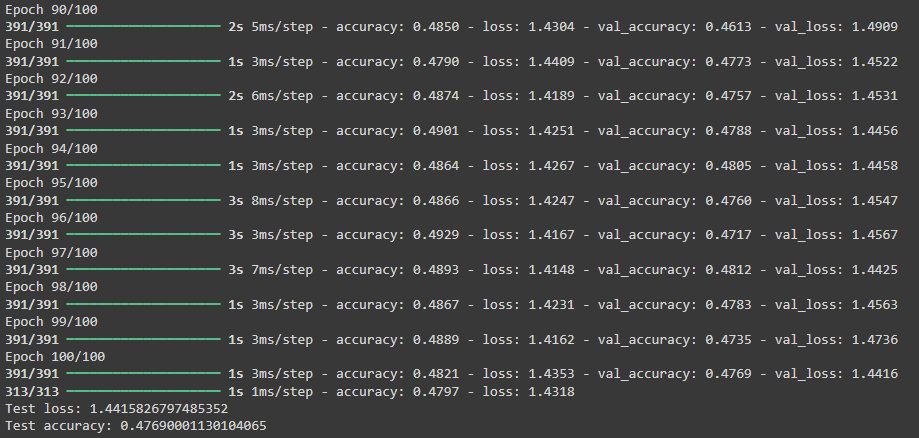 Epoch 90/100
391/391 ━━━━━━━━━━━━━━━━━━━━ 2s 5ms/step - accuracy: 0.4850 - loss: 1.4304 - val_accuracy: 0.4613 - val_loss: 1.4909
Epoch 91/100
391/391 ━━━━━━━━━━━━━━━━━━━━ 1s 3ms/step - accuracy: 0.4790 - loss: 1.4409 - val_accuracy: 0.4773 - val_loss: 1.4522
Epoch 92/100
391/391 ━━━━━━━━━━━━━━━━━━━━ 2s 6ms/step - accuracy: 0.4874 - loss: 1.4189 - val_accuracy: 0.4757 - val_loss: 1.4531
Epoch 93/100
391/391 ━━━━━━━━━━━━━━━━━━━━ 1s 3ms/step - accuracy: 0.4901 - loss: 1.4251 - val_accuracy: 0.4788 - val_loss: 1.4456
Epoch 94/100
391/391 ━━━━━━━━━━━━━━━━━━━━ 1s 3ms/step - accuracy: 0.4864 - loss: 1.4267 - val_accuracy: 0.4805 - val_loss: 1.4458
Epoch 95/100
391/391 ━━━━━━━━━━━━━━━━━━━━ 3s 8ms/step - accuracy: 0.4866 - loss: 1.4247 - val_accuracy: 0.4760 - val_loss: 1.4547
Epoch 96/100
391/391 ━━━━━━━━━━━━━━━━━━━━ 3s 3ms/step - accuracy: 0.4929 - loss: 1.4167 - val_accuracy: 0.4717 - val_loss: 1.4567
Epoch 97/100
391/391 ━━━━━━━━━━━━━━━━━━━━ 3s 7ms/step - accuracy: 0.4893 - loss: 1.4148 - val_accuracy: 0.4812 - val_loss: 1.4425
Epoch 98/100
391/391 ━━━━━━━━━━━━━━━━━━━━ 1s 3ms/step - accuracy: 0.4867 - loss: 1.4231 - val_accuracy: 0.4783 - val_loss: 1.4563
Epoch 99/100
391/391 ━━━━━━━━━━━━━━━━━━━━ 1s 3ms/step - accuracy: 0.4889 - loss: 1.4162 - val_accuracy: 0.4735 - val_loss: 1.4736
Epoch 100/100
391/391 ━━━━━━━━━━━━━━━━━━━━ 1s 3ms/step - accuracy: 0.4821 - loss: 1.4353 - val_accuracy: 0.4769 - val_loss: 1.4416
313/313 ━━━━━━━━━━━━━━━━━━━━ 1s 1ms/step - accuracy: 0.4797 - loss: 1.4318
Test loss: 1.4415826797485352
Test accuracy: 0.47690001130104065